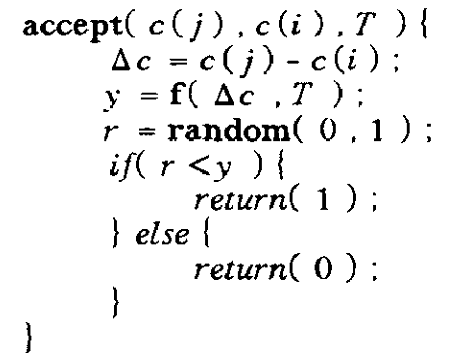 accept( c(j), c(i), T ){
Δc = c(j) - c(i);
y = f( Δc, T );
r = random( 0, 1 );
if( r <y ){
return( 1 );
} else {
return( 0 );
}
}